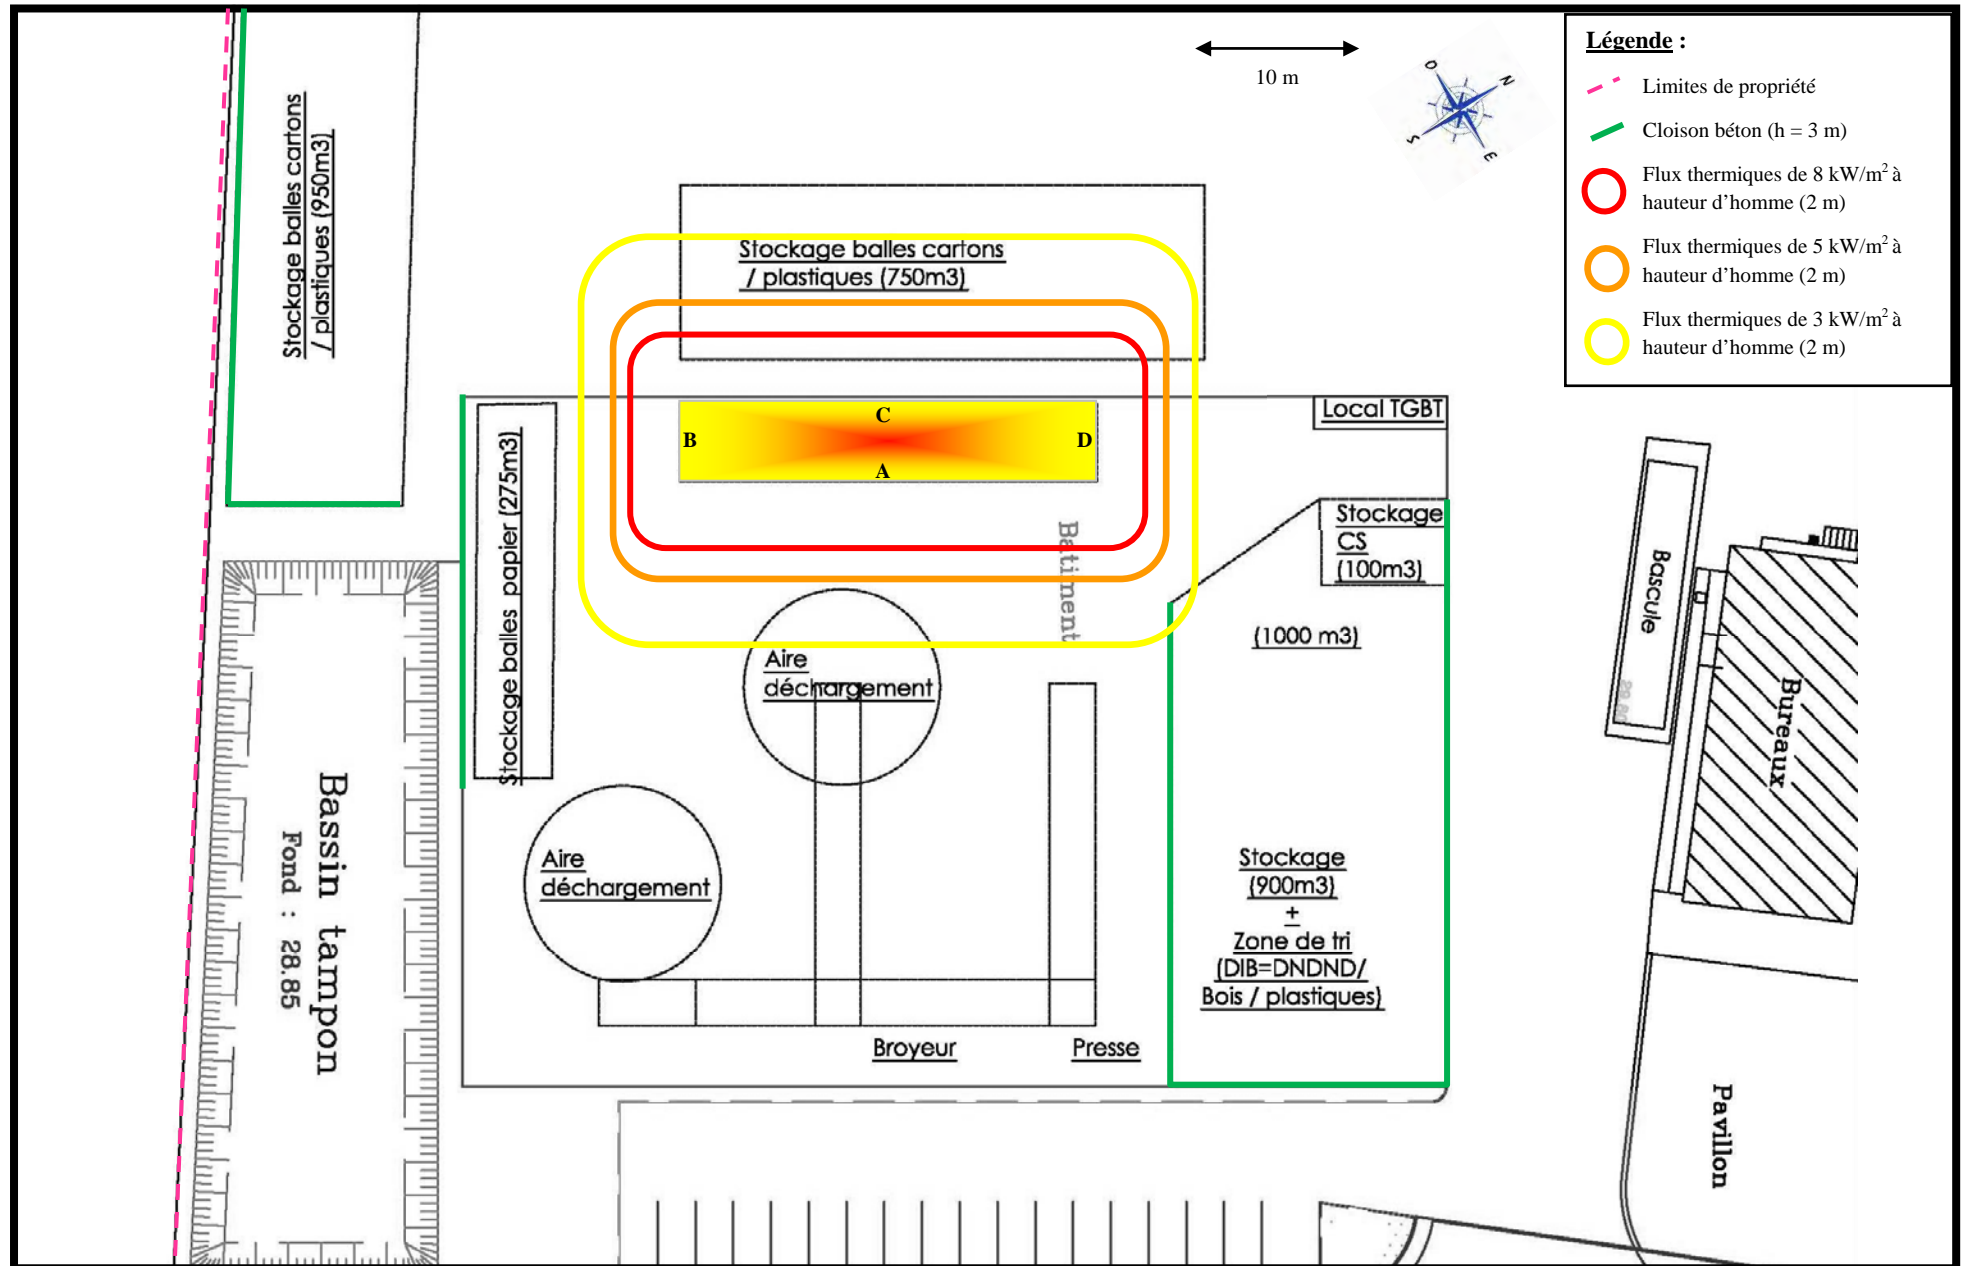 10 m
O
N
S
E
Légende :
Limites de propriété
Cloison béton (h = 3 m)
Flux thermiques de 8 kW/m² à
hauteur d'homme (2 m)
Flux thermiques de 5 kW/m² à
hauteur d'homme (2 m)
Flux thermiques de 3 kW/m² à
hauteur d'homme (2 m)
Stockage balles cartons
/ plastiques (950m3)
Stockage balles cartons
/ plastiques (750m3)
C
B
D
A
Local TGBT
Stockage balles papier (275m3)
Batiment
Stockage
CS
(100m3)
(1000 m3)
Bascule
29.80
Bureaux
Aire
déchargement
Aire
déchargement
Stockage
(900m3)
+
Zone de tri
(DIB=DNDND/
Bois / plastiques)
Broyeur
Presse
Bassin tampon
Fond : 28.85
Pavillon